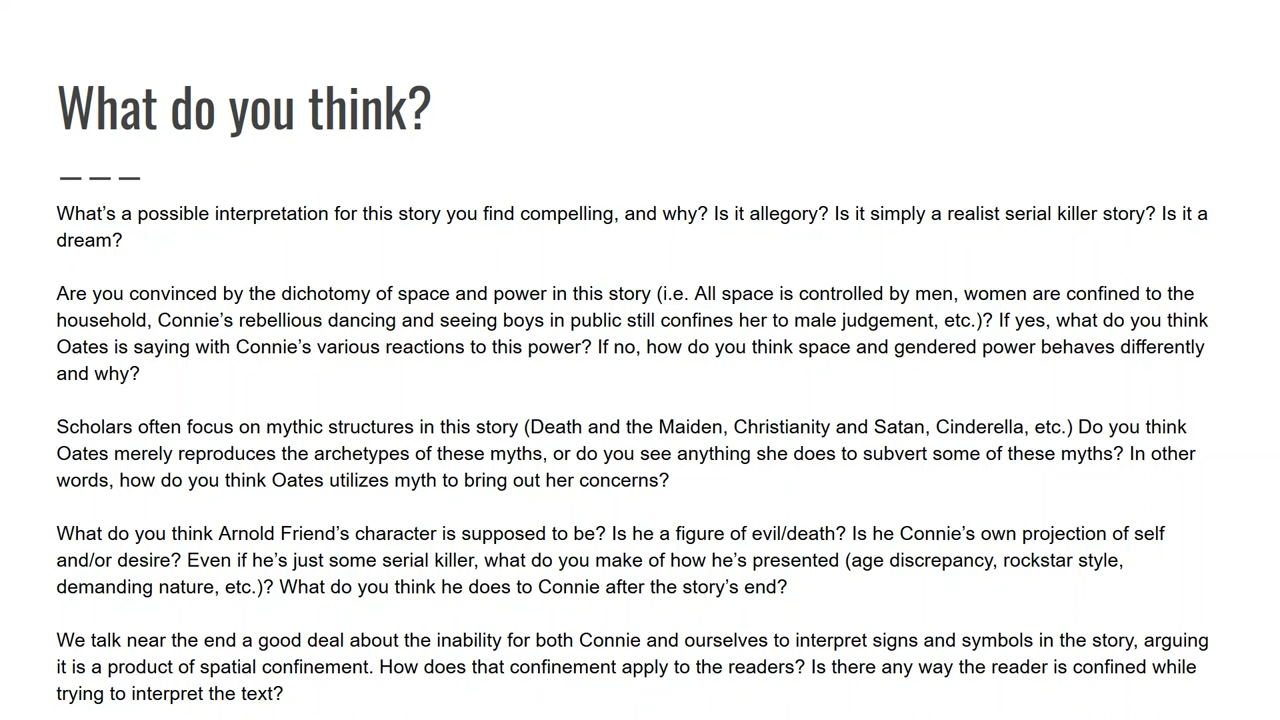 What do you think?
What’s a possible interpretation for this story you find compelling, and why? Is it allegory? Is it simply a realist serial killer story? Is it a
dream?
Are you convinced by the dichotomy of space and power in this story (i.e. All space is controlled by men, women are confined to the
household, Connie’s rebellious dancing and seeing boys in public still confines her to male judgement, etc.)? If yes, what do you think
Oates is saying with Connie’s various reactions to this power? If no, how do you think space and gendered power behaves differently
and why?
Scholars often focus on mythic structures in this story (Death and the Maiden, Christianity and Satan, Cinderella, etc.) Do you think
Oates merely reproduces the archetypes of these myths, or do you see anything she does to subvert some of these myths? In other
words, how do you think Oates utilizes myth to bring out her concerns?
What do you think Arnold Friend’s character is supposed to be? Is he a figure of evil/death? Is he Connie’s own projection of self
and/or desire? Even if he’s just some serial killer, what do you make of how he’s presented (age discrepancy, rockstar style,
demanding nature, etc.)? What do you think he does to Connie after the story’s end?
We talk near the end a good deal about the inability for both Connie and ourselves to interpret signs and symbols in the story, arguing
it is a product of spatial confinement. How does that confinement apply to the readers? Is there any way the reader is confined while
trying to interpret the text?